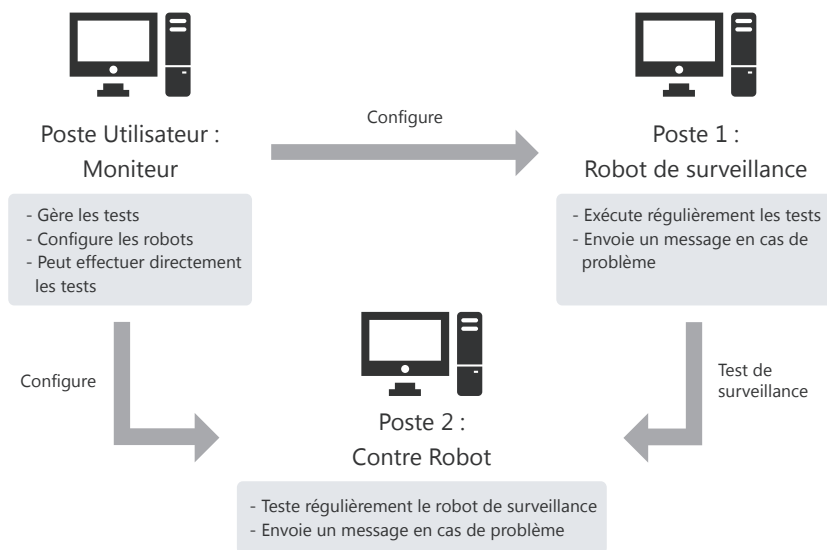 Poste Utilisateur :
Moniteur
- Gère les tests
- Configure les robots
- Peut effectuer directement
les tests
Configure
Poste 1 :
Robot de surveillance
- Exécute régulièrement les tests
- Envoie un message en cas de
problème
Configure
Test de
surveillance
Poste 2 :
Contre Robot
- Teste régulièrement le robot de surveillance
- Envoie un message en cas de problème